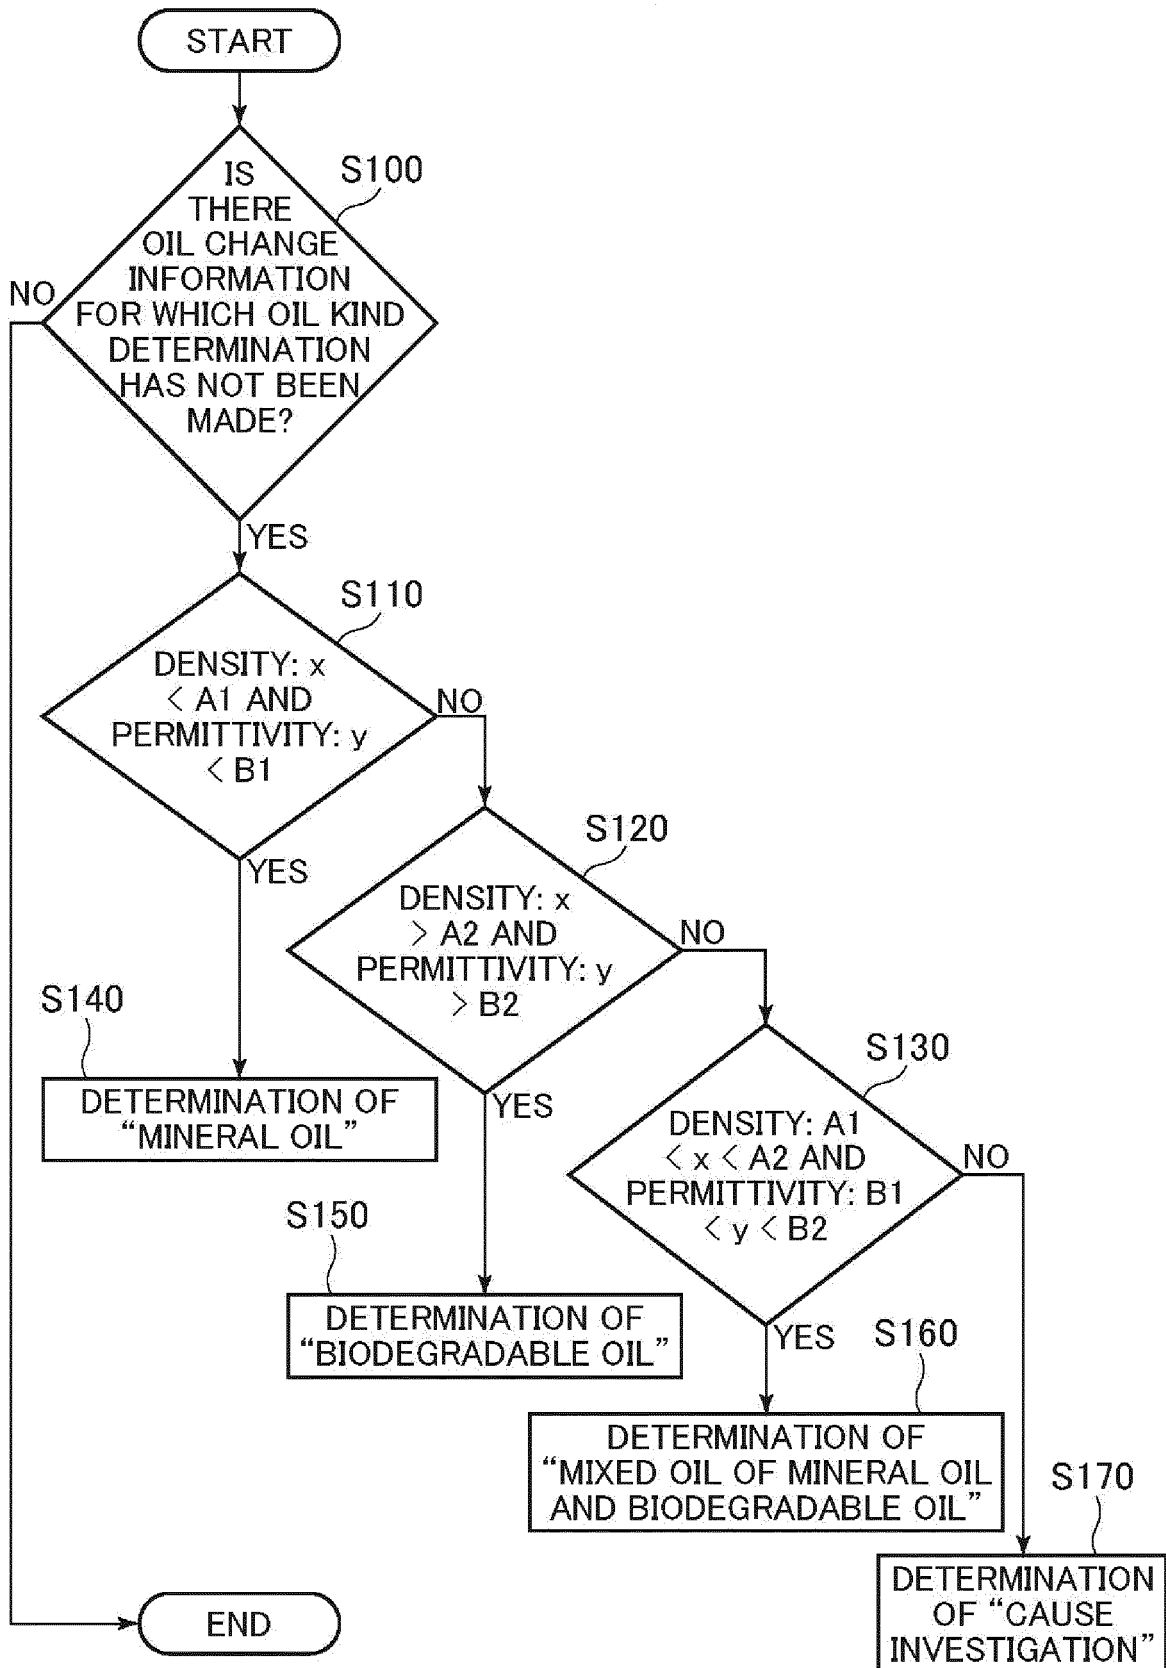 START
S100
IS
THERE
OIL CHANGE
INFORMATION
FOR WHICH OIL KIND
DETERMINATION
HAS NOT BEEN
MADE?
NO
YES
S110
DENSITY: x
< A1 AND
PERMITTIVITY: y
< B1
NO
YES
S120
DENSITY: x
> A2 AND
PERMITTIVITY: y
> B2
NO
YES
S130
DENSITY: A1
< x < A2 AND
PERMITTIVITY: B1
< y < B2
NO
YES
S140
DETERMINATION OF
“MINERAL OIL”
S150
DETERMINATION OF
“BIODEGRADABLE OIL”
S160
DETERMINATION OF
“MIXED OIL OF MINERAL OIL
AND BIODEGRADABLE OIL”
S170
DETERMINATION
OF “CAUSE
INVESTIGATION”
END